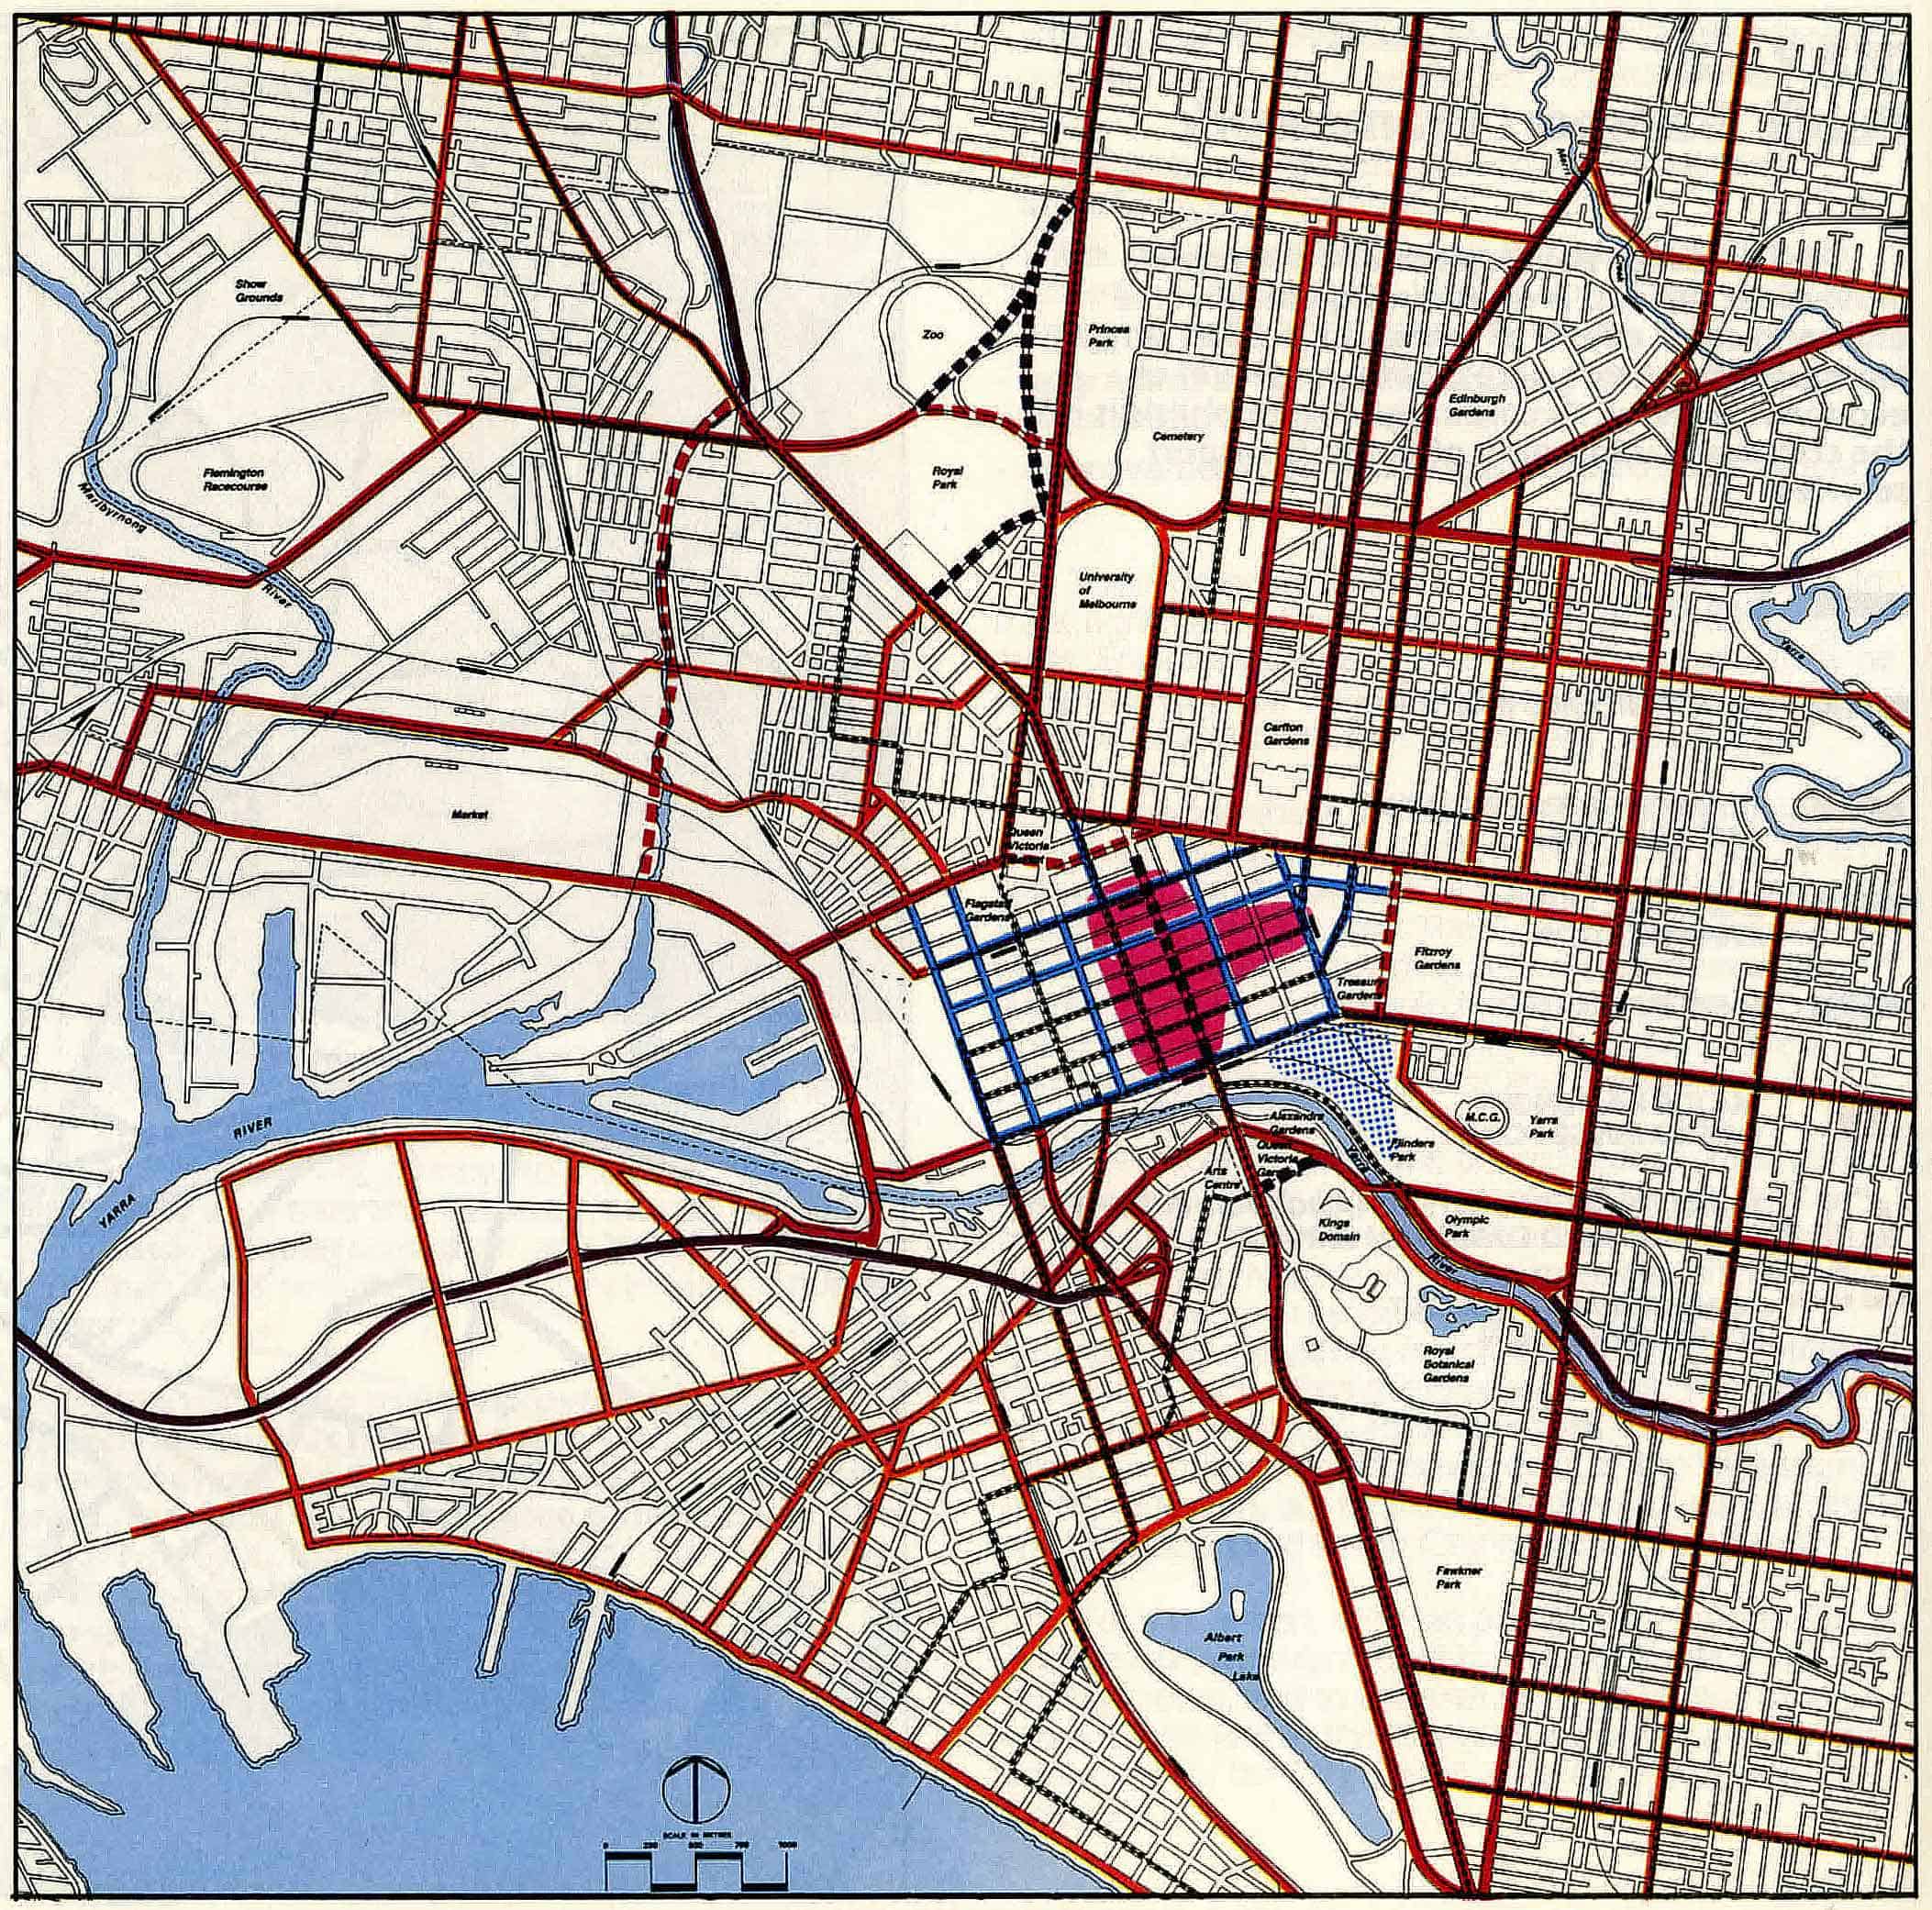 Merri
Creek
Show
Grounds
Zoo
Princes
Park
Edinburgh
Gardens
Cemetery
Flemington
Racecourse
Royal
Park
Maribyrnong
River
University
of
Melbourne
Yarra
River
Carlton
Gardens
Market
Queen
Victoria
Market
Flagstaff
Gardens
Fitzroy
Gardens
Treasury
Gardens
M.C.G.
Yarra
Park
Alexandra
Gardens
Flinders
Park
Queen
Victoria
Gardens
Arts
Centre
YARRA
RIVER
Yarra
River
Kings
Domain
Olympic
Park
Royal
Botanical
Gardens
Fawkner
Park
Albert
Park
Lake
SCALE IN METRES
0 250 500 750 1000